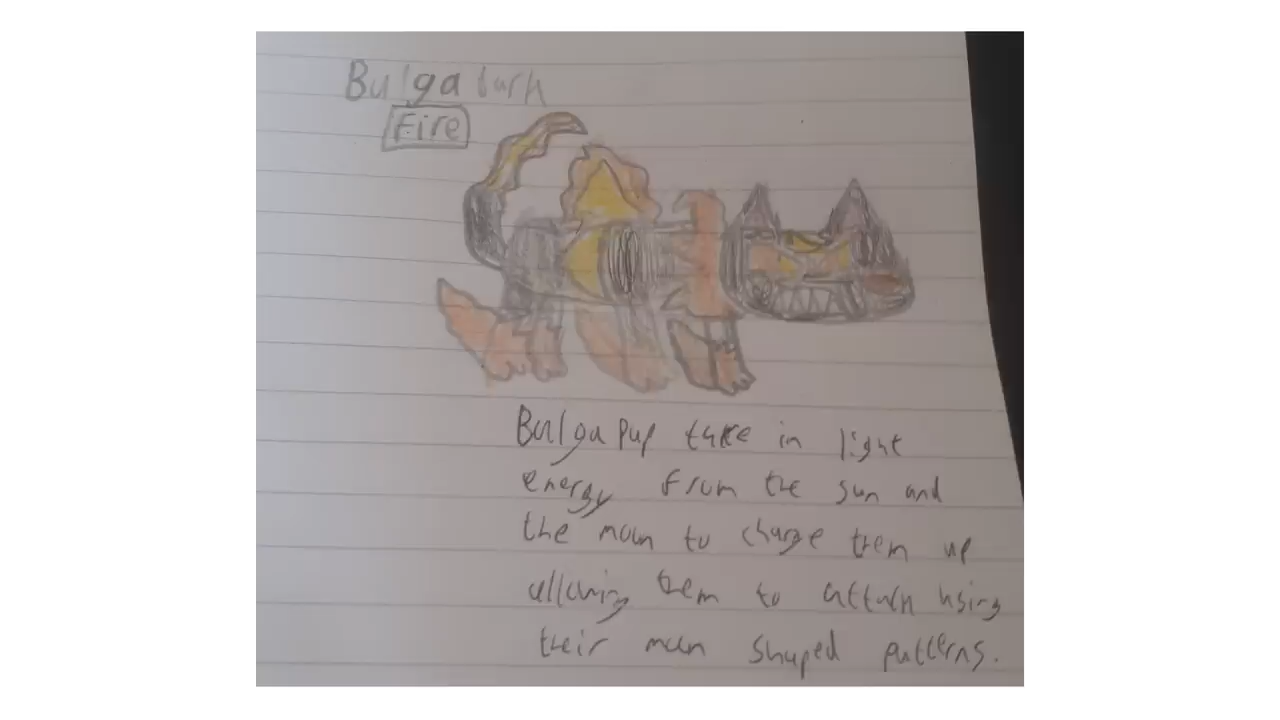 Bulgabark
Fire
Bulgapup take in light
energy from the sun and
the moon to charge them up
allowing them to attack using
their moon shaped patterns.